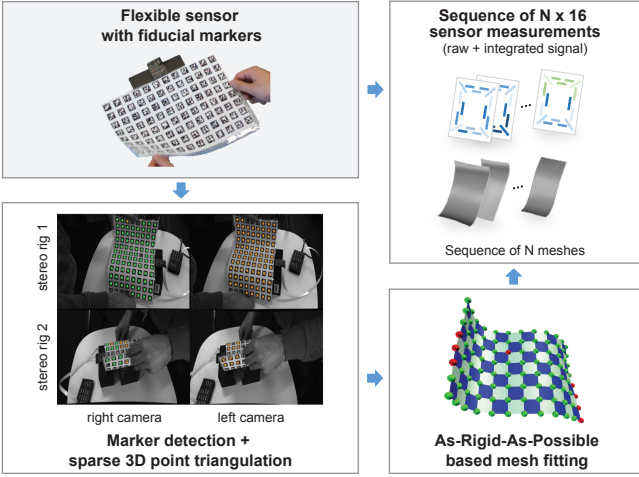 Flexible sensor
with fiducial markers
Sequence of N x 16
sensor measurements
(raw + integrated signal)
...
...
Sequence of N meshes
stereo rig 1
stereo rig 2
right camera
left camera
Marker detection +
sparse 3D point triangulation
As-Rigid-As-Possible
based mesh fitting